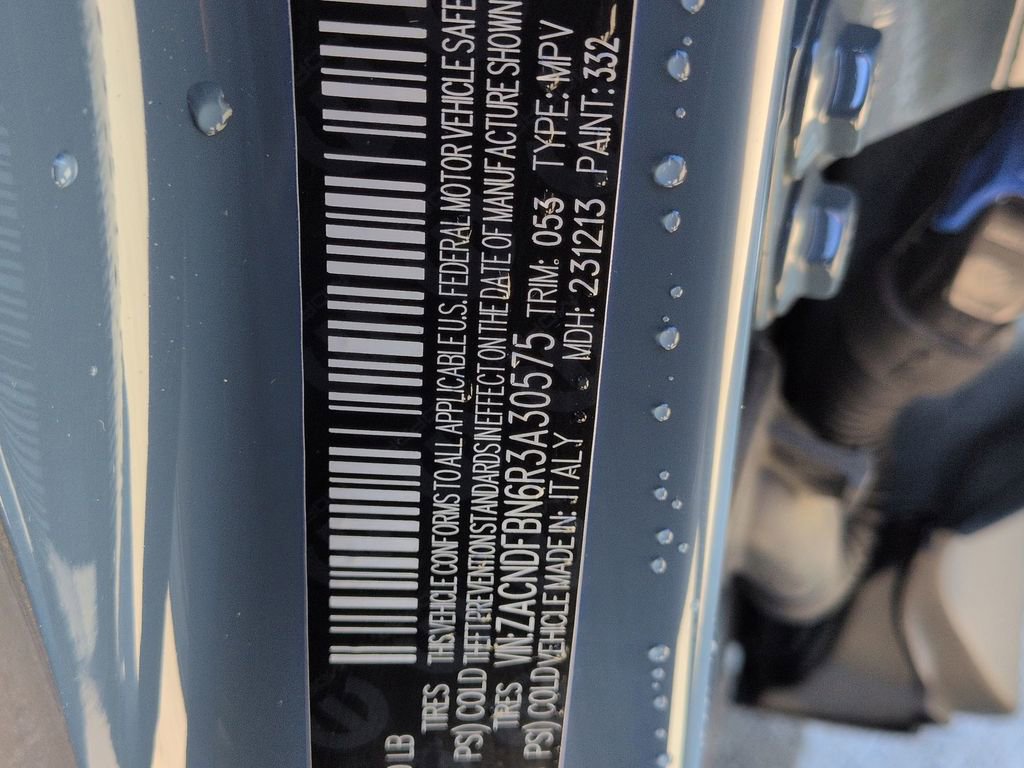 ) LB
TIRES THIS VEHICLE CONFORMS TO ALL APPLICABLE U.S. FEDERAL MOTOR VEHICLE SAFE
PSI) COLD THEFT PREVENTION STANDARDS IN EFFECT ON THE DATE OF MANUFACTURE SHOWN
TIRES VIN: ZACNDFBN6R3A30575 TRIM: 053 TYPE: MPV
PSI) COLD VEHICLE MADE IN: ITALY MDH: 231213 PAINT: 332